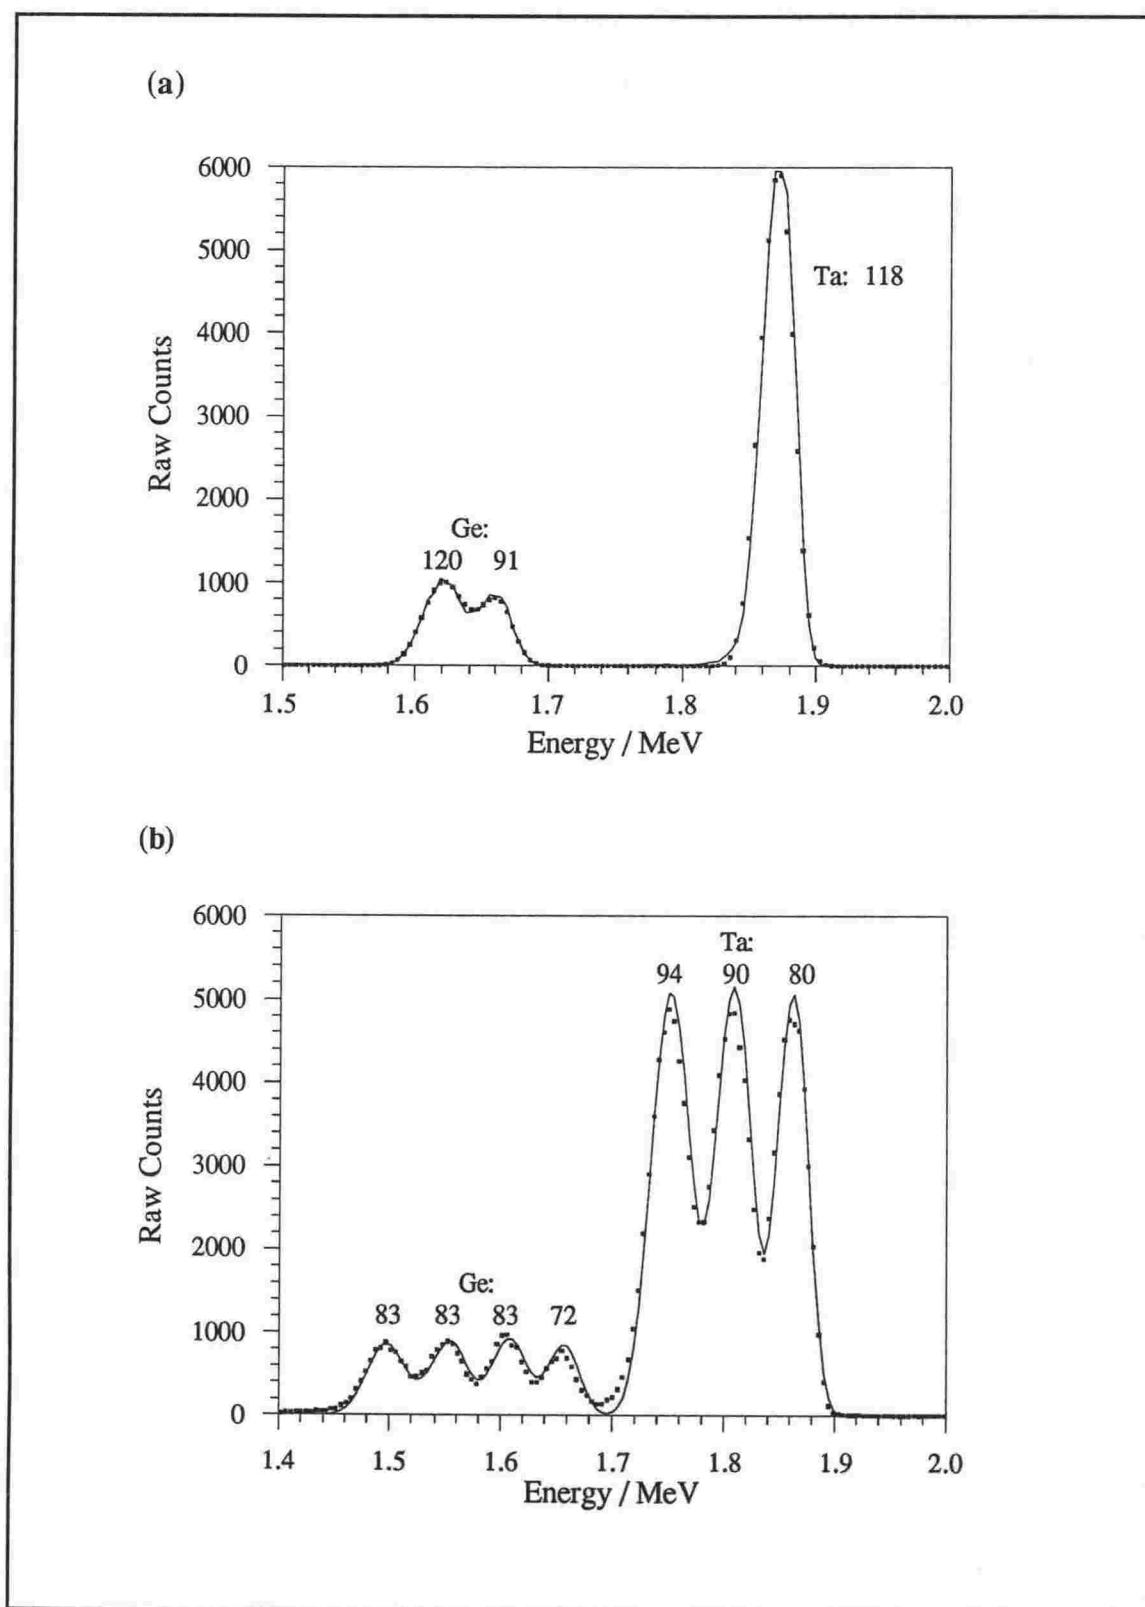 (a)
6000
5000
4000
3000
2000
1000
0
Raw Counts
Ta: 118
Ge:
120 91
1.5 1.6 1.7 1.8 1.9 2.0
Energy / MeV
(b)
6000
5000
4000
3000
2000
1000
0
Raw Counts
Ta:
94 90 80
Ge:
83 83 83 72
1.4 1.5 1.6 1.7 1.8 1.9 2.0
Energy / MeV